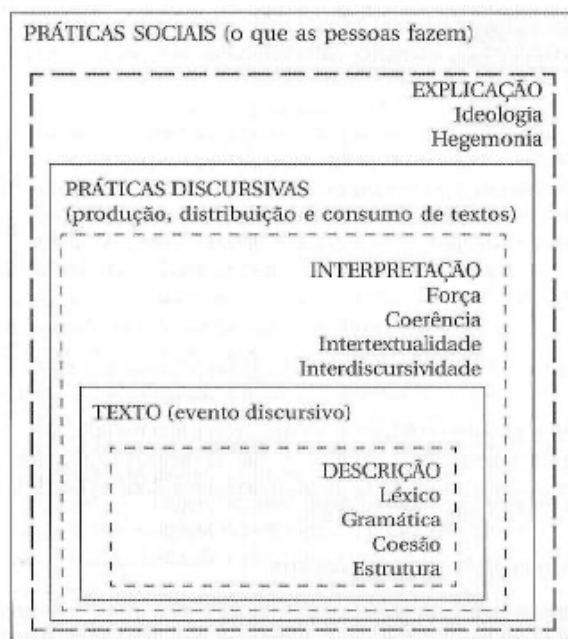 PRÁTICAS SOCIAIS (o que as pessoas fazem)
EXPLICAÇÃO
Ideologia
Hegemonia
PRÁTICAS DISCURSIVAS
(produção, distribuição e consumo de textos)
INTERPRETAÇÃO
Força
Coerência
Intertextualidade
Interdiscursividade
TEXTO (evento discursivo)
DESCRIÇÃO
Léxico
Gramática
Coesão
Estrutura